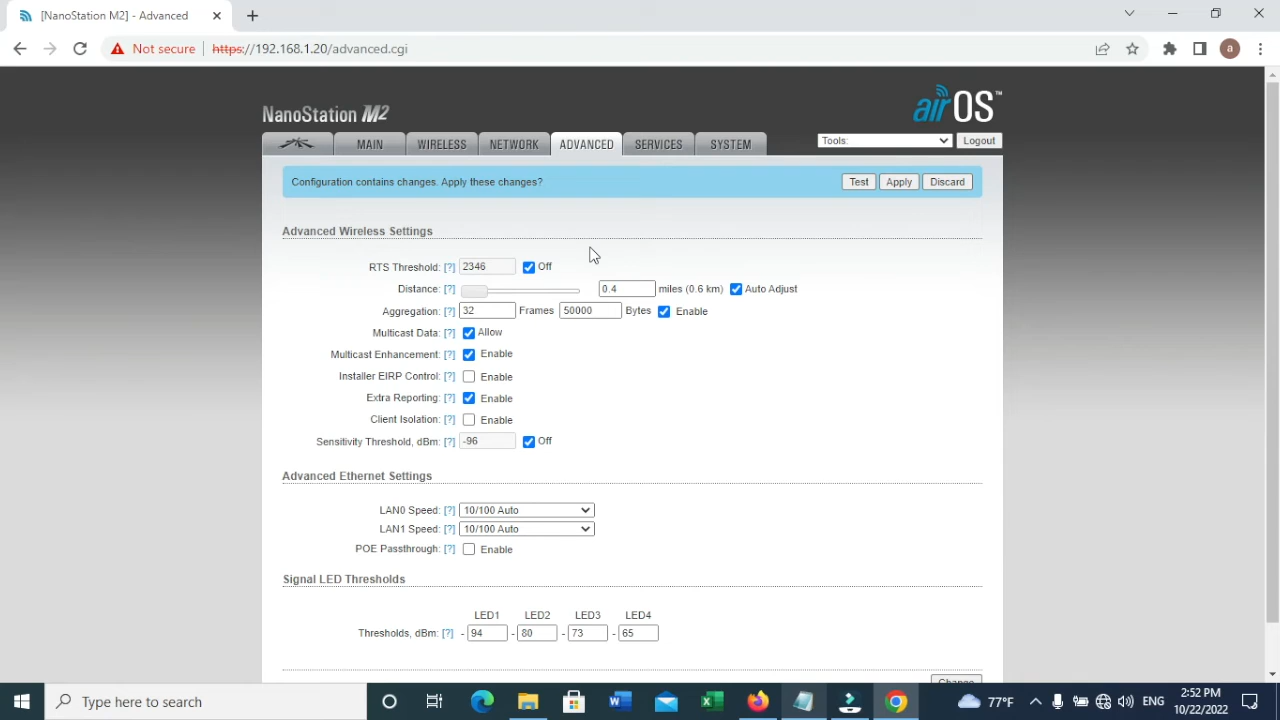 [NanoStation M2] - Advanced
Not secure https://192.168.1.20/advanced.cgi
a
NanoStation M2
airOS™
MAIN WIRELESS NETWORK ADVANCED SERVICES SYSTEM Tools: Logout
Configuration contains changes. Apply these changes? Test Apply Discard
Advanced Wireless Settings
RTS Threshold: [?] 2346 Off
Distance: [?] 0.4 miles (0.6 km) Auto Adjust
Aggregation: [?] 32 Frames 50000 Bytes Enable
Multicast Data: [?] Allow
Multicast Enhancement: [?] Enable
Installer EIRP Control: [?] Enable
Extra Reporting: [?] Enable
Client Isolation: [?] Enable
Sensitivity Threshold, dBm: [?] -96 Off
Advanced Ethernet Settings
LAN0 Speed: [?] 10/100 Auto
LAN1 Speed: [?] 10/100 Auto
POE Passthrough: [?] Enable
Signal LED Thresholds
LED1 LED2 LED3 LED4
Thresholds, dBm: [?] - 94 - 80 - 73 - 65
Change
Type here to search
77°F
ENG
2:52 PM
10/22/2022